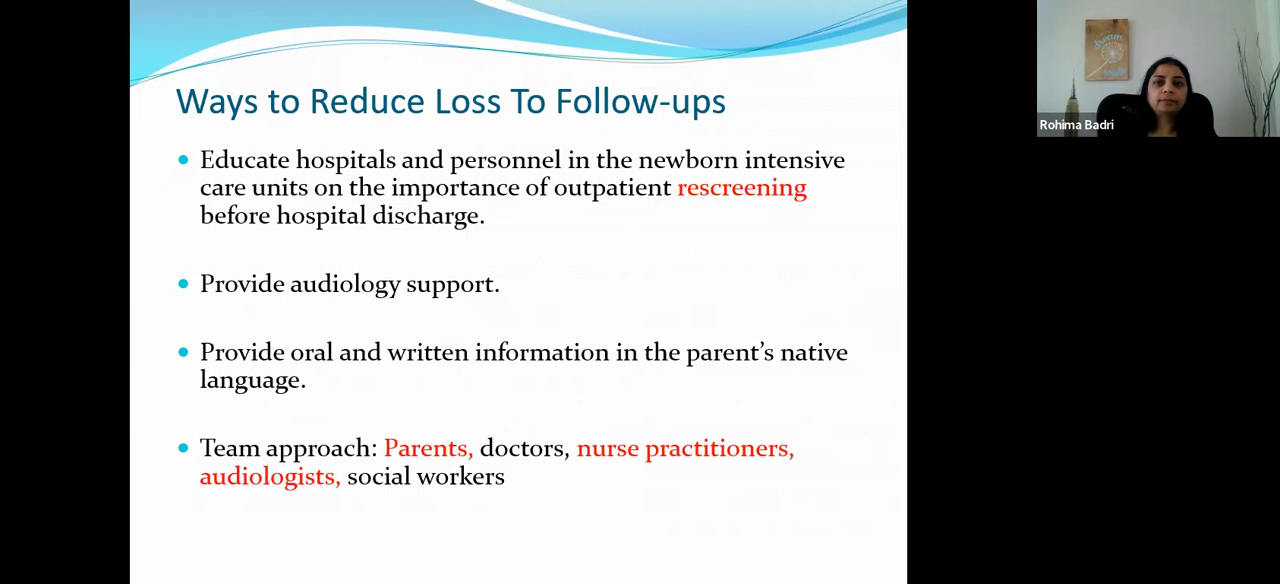 Ways to Reduce Loss To Follow-ups
Rohima Badri
• Educate hospitals and personnel in the newborn intensive
care units on the importance of outpatient rescreening
before hospital discharge.
• Provide audiology support.
• Provide oral and written information in the parent’s native
language.
• Team approach: Parents, doctors, nurse practitioners,
audiologists, social workers